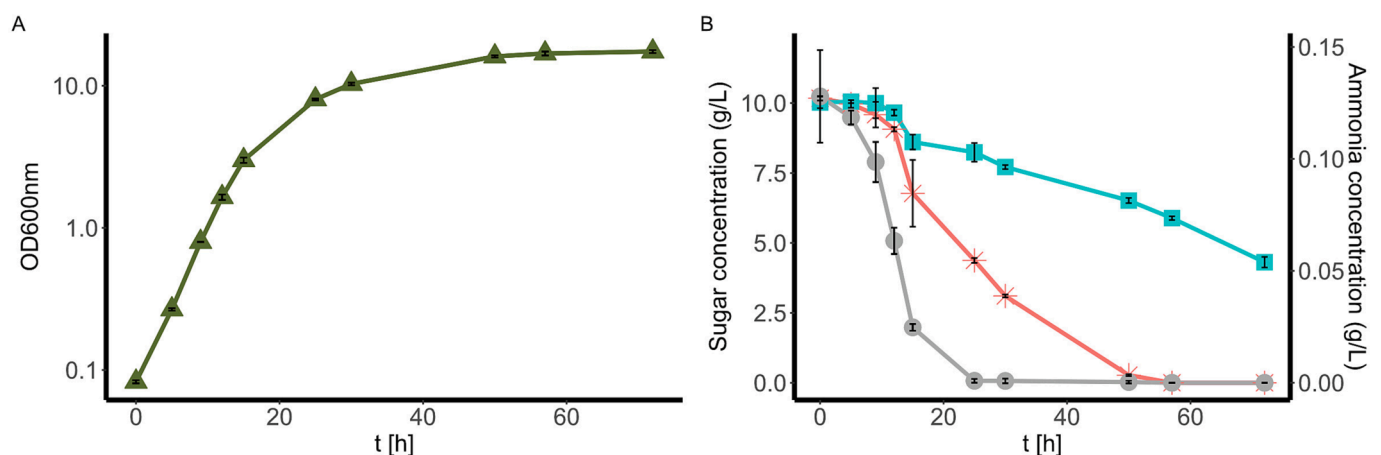 A
OD600nm
10.0
1.0
0.1
0
20
40
60
t [h]
B
Sugar concentration (g/L)
10.0
7.5
5.0
2.5
0.0
0
20
40
60
t [h]
0.15
0.10
0.05
0.00
Ammonia concentration (g/L)